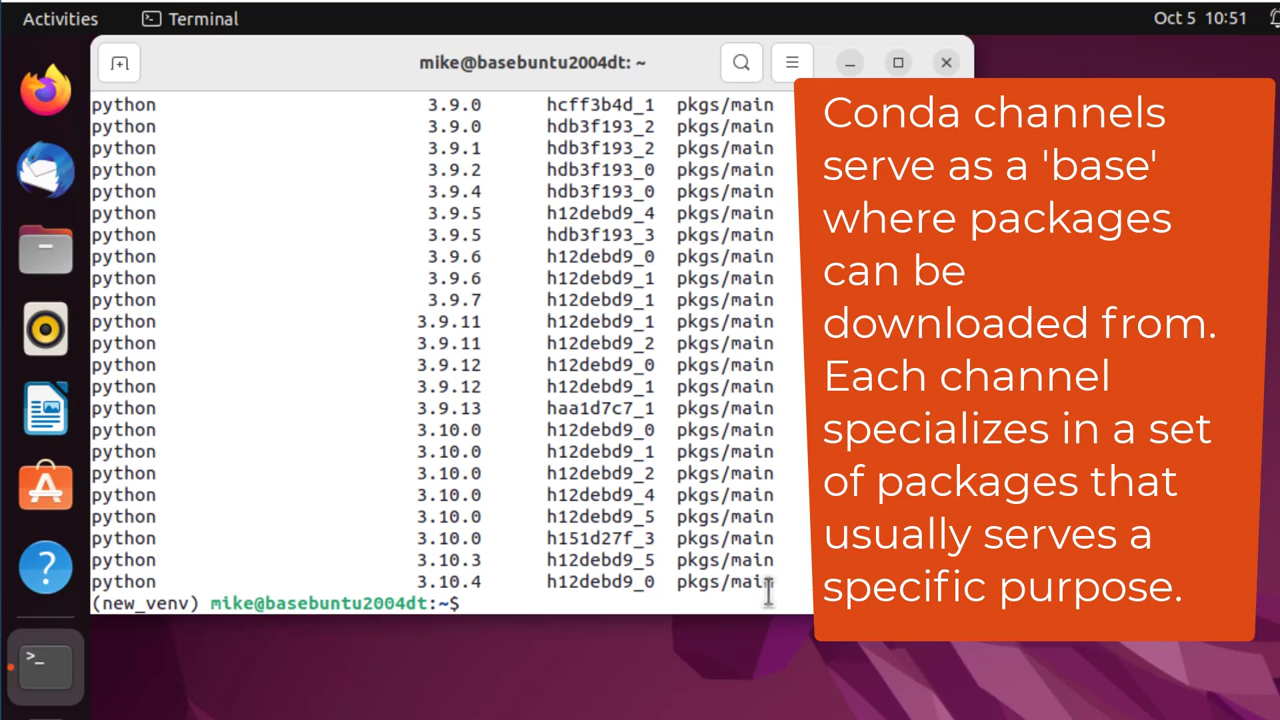 Activities Terminal Oct 5 10:51
mike@basebuntu2004dt: ~
python 3.9.0 hcff3b4d_1 pkgs/main
python 3.9.0 hdb3f193_2 pkgs/main
python 3.9.1 hdb3f193_2 pkgs/main
python 3.9.2 hdb3f193_0 pkgs/main
python 3.9.4 hdb3f193_0 pkgs/main
python 3.9.5 h12debd9_4 pkgs/main
python 3.9.5 hdb3f193_3 pkgs/main
python 3.9.6 h12debd9_0 pkgs/main
python 3.9.6 h12debd9_1 pkgs/main
python 3.9.7 h12debd9_1 pkgs/main
python 3.9.11 h12debd9_1 pkgs/main
python 3.9.11 h12debd9_2 pkgs/main
python 3.9.12 h12debd9_0 pkgs/main
python 3.9.12 h12debd9_1 pkgs/main
python 3.9.13 haa1d7c7_1 pkgs/main
python 3.10.0 h12debd9_0 pkgs/main
python 3.10.0 h12debd9_1 pkgs/main
python 3.10.0 h12debd9_2 pkgs/main
python 3.10.0 h12debd9_4 pkgs/main
python 3.10.0 h12debd9_5 pkgs/main
python 3.10.0 h151d27f_3 pkgs/main
python 3.10.3 h12debd9_5 pkgs/main
python 3.10.4 h12debd9_0 pkgs/main
(new_venv) mike@basebuntu2004dt:~$
Conda channels
serve as a 'base'
where packages
can be
downloaded from.
Each channel
specializes in a set
of packages that
usually serves a
specific purpose.